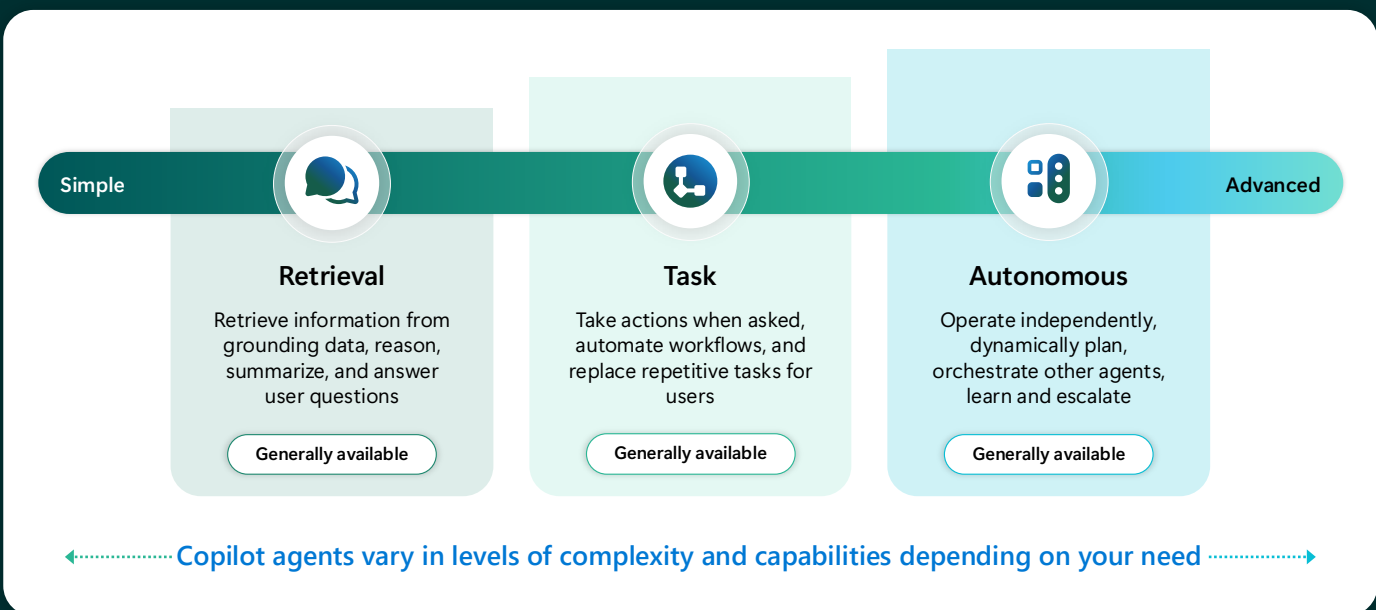 Simple
Advanced
Retrieval
Retrieve information from
grounding data, reason,
summarize, and answer
user questions
Generally available
Task
Take actions when asked,
automate workflows, and
replace repetitive tasks for
users
Generally available
Autonomous
Operate independently,
dynamically plan,
orchestrate other agents,
learn and escalate
Generally available
Copilot agents vary in levels of complexity and capabilities depending on your need